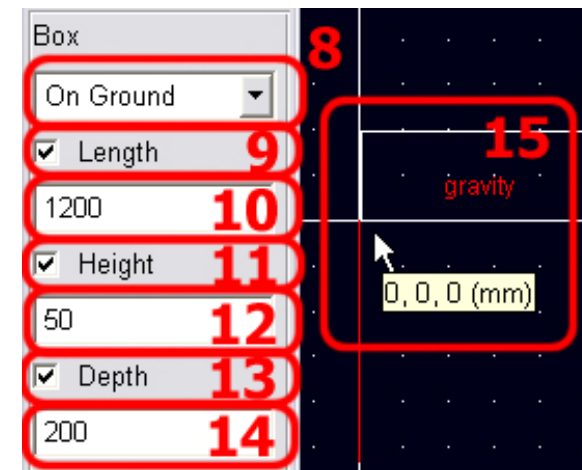 Box
8
On Ground
Length 9
1200 10
Height 11
50 12
Depth 13
200 14
15
gravity
0, 0, 0 (mm)